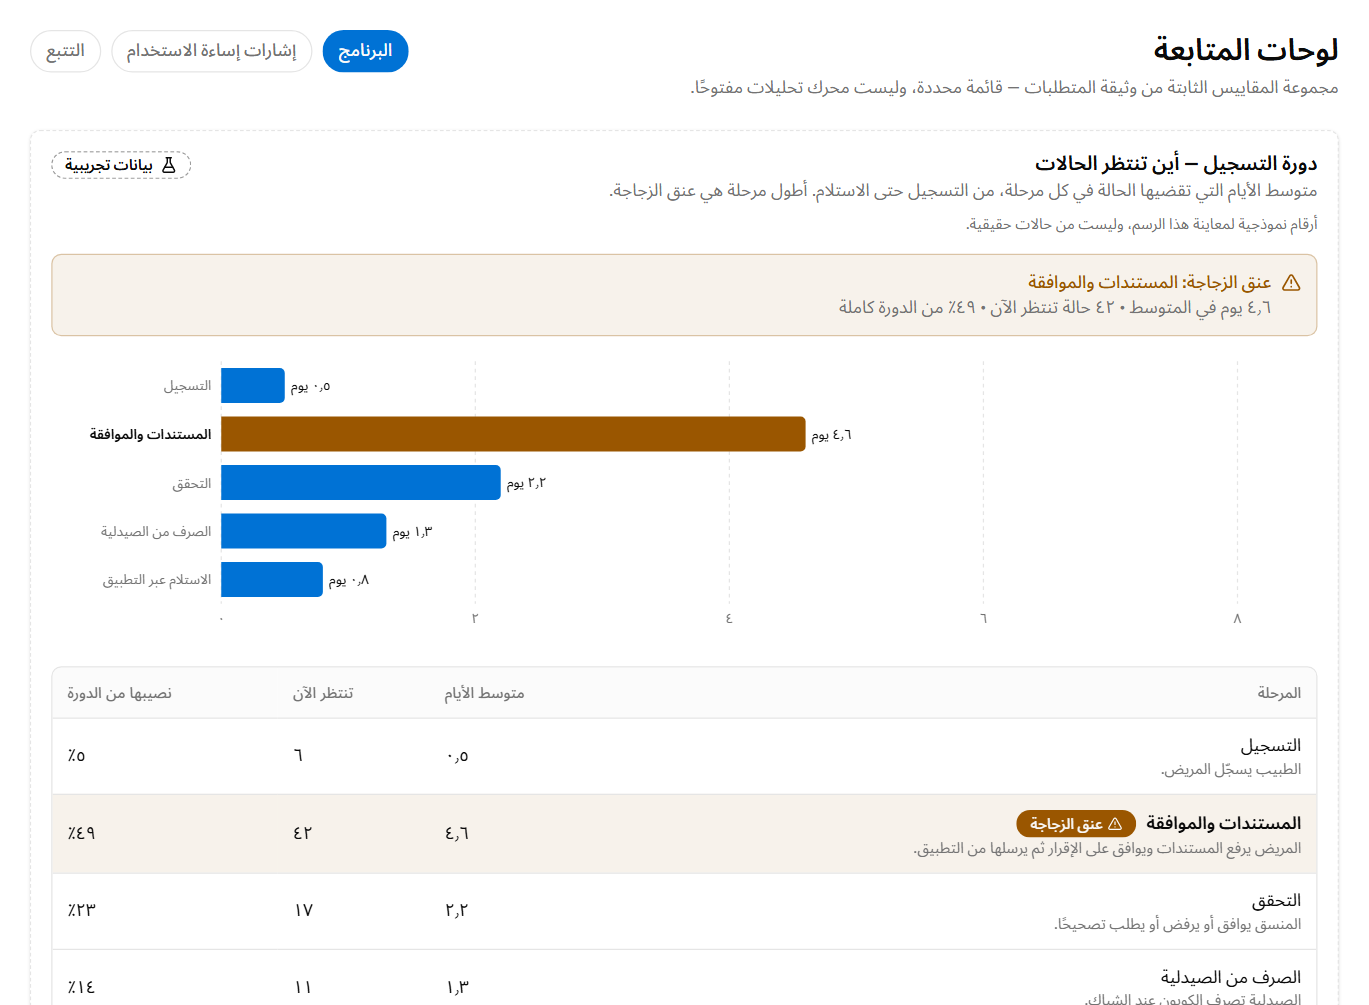 لوحات المتابعة
مجموعة المقاييس الثابتة من وثيقة المتطلبات — قائمة محددة، وليست محرك تحليلات مفتوحًا.
البرنامج
إشارات إساءة الاستخدام
التتبع
دورة التسجيل — أين تنتظر الحالات
بيانات تجريبية
متوسط الأيام التي تقضيها الحالة في كل مرحلة، من التسجيل حتى الاستلام. أطول مرحلة هي عنق الزجاجة.
أرقام نموذجية لمعاينة هذا الرسم، وليست من حالات حقيقية.
عنق الزجاجة: المستندات والموافقة
٤٫٦ يوم في المتوسط • ٤٢ حالة تنتظر الآن • ٤٩٪ من الدورة كاملة
التسجيل ٠٫٥ يوم
المستندات والموافقة ٤٫٦ يوم
التحقق ٢٫٢ يوم
الصرف من الصيدلية ١٫٣ يوم
الاستلام عبر التطبيق ٠٫٨ يوم
٠ ٢ ٤ ٦ ٨
المرحلة متوسط الأيام تنتظر الآن نصيبها من الدورة
التسجيل ٠٫٥ ٦ ٥٪
الطبيب يسجّل المريض.
المستندات والموافقة عنق الزجاجة ٤٫٦ ٤٢ ٤٩٪
المريض يرفع المستندات ويوافق على الإقرار ثم يرسلها من التطبيق.
التحقق ٢٫٢ ١٧ ٢٣٪
المنسق يوافق أو يرفض أو يطلب تصحيحًا.
الصرف من الصيدلية ١٫٣ ١١ ١٤٪
الصيدلية تصرف الكوبون عند الشباك.